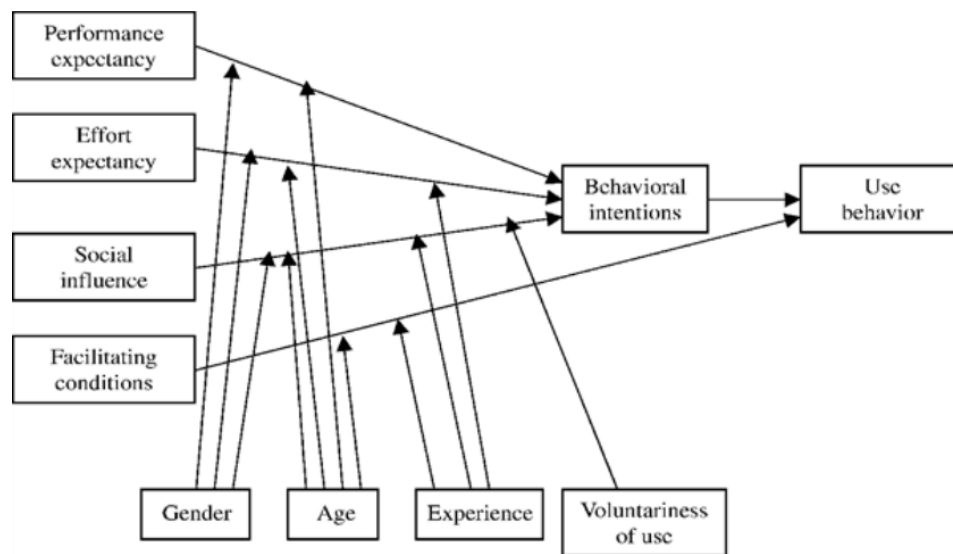 Performance
expectancy
Effort
expectancy
Behavioral
intentions
Use
behavior
Social
influence
Facilitating
conditions
Gender
Age
Experience
Voluntariness
of use